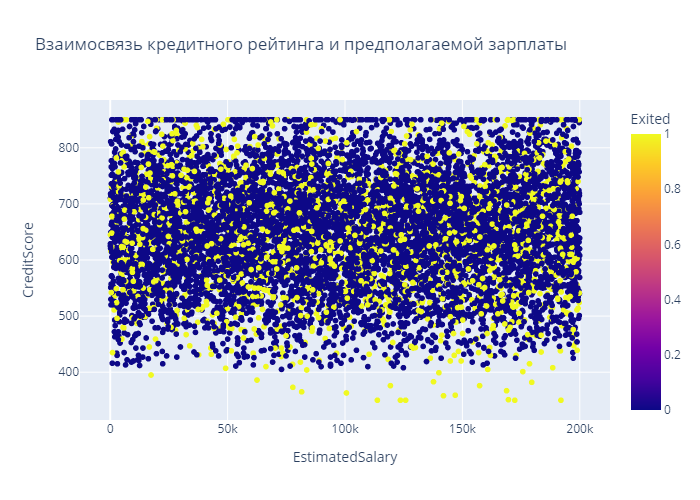 Взаимосвязь кредитного рейтинга и предполагаемой зарплаты
Exited
1
0.8
0.6
0.4
0.2
0
CreditScore
800
700
600
500
400
0
50k
100k
150k
200k
EstimatedSalary